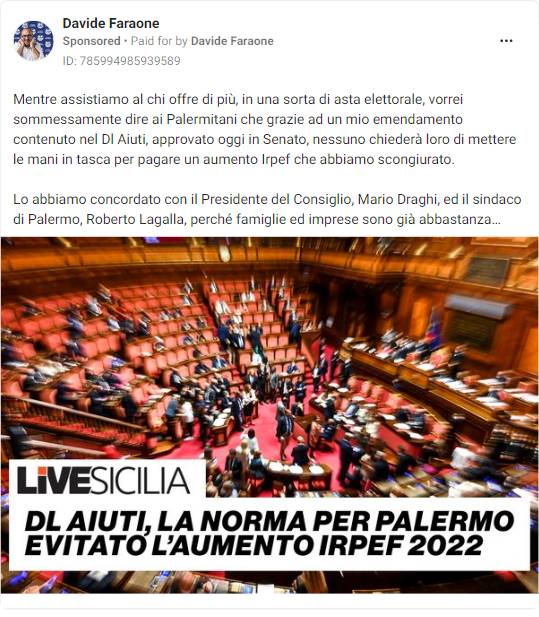 Davide Faraone
Sponsored • Paid for by Davide Faraone
ID: 785994985939589
Mentre assistiamo al chi offre di più, in una sorta di asta elettorale, vorrei
sommessamente dire ai Palermitani che grazie ad un mio emendamento
contenuto nel Dl Aiuti, approvato oggi in Senato, nessuno chiederà loro di mettere
le mani in tasca per pagare un aumento Irpef che abbiamo scongiurato.
Lo abbiamo concordato con il Presidente del Consiglio, Mario Draghi, ed il sindaco
di Palermo, Roberto Lagalla, perché famiglie ed imprese sono già abbastanza...
LiVESICILIA
DL AIUTI, LA NORMA PER PALERMO
EVITATO L'AUMENTO IRPEF 2022